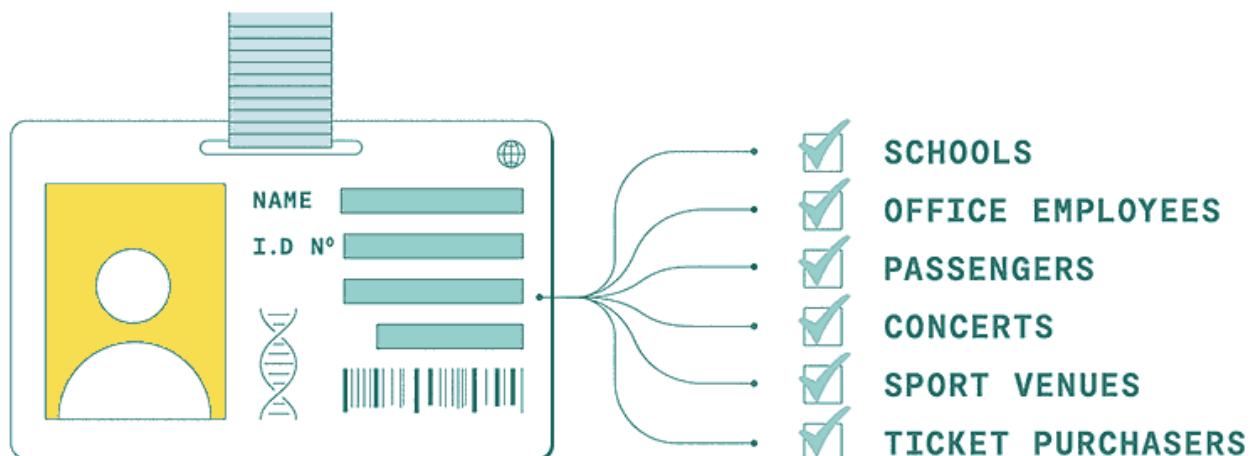 NAME
I.D Nº
SCHOOLS
OFFICE EMPLOYEES
PASSENGERS
CONCERTS
SPORT VENUES
TICKET PURCHASERS